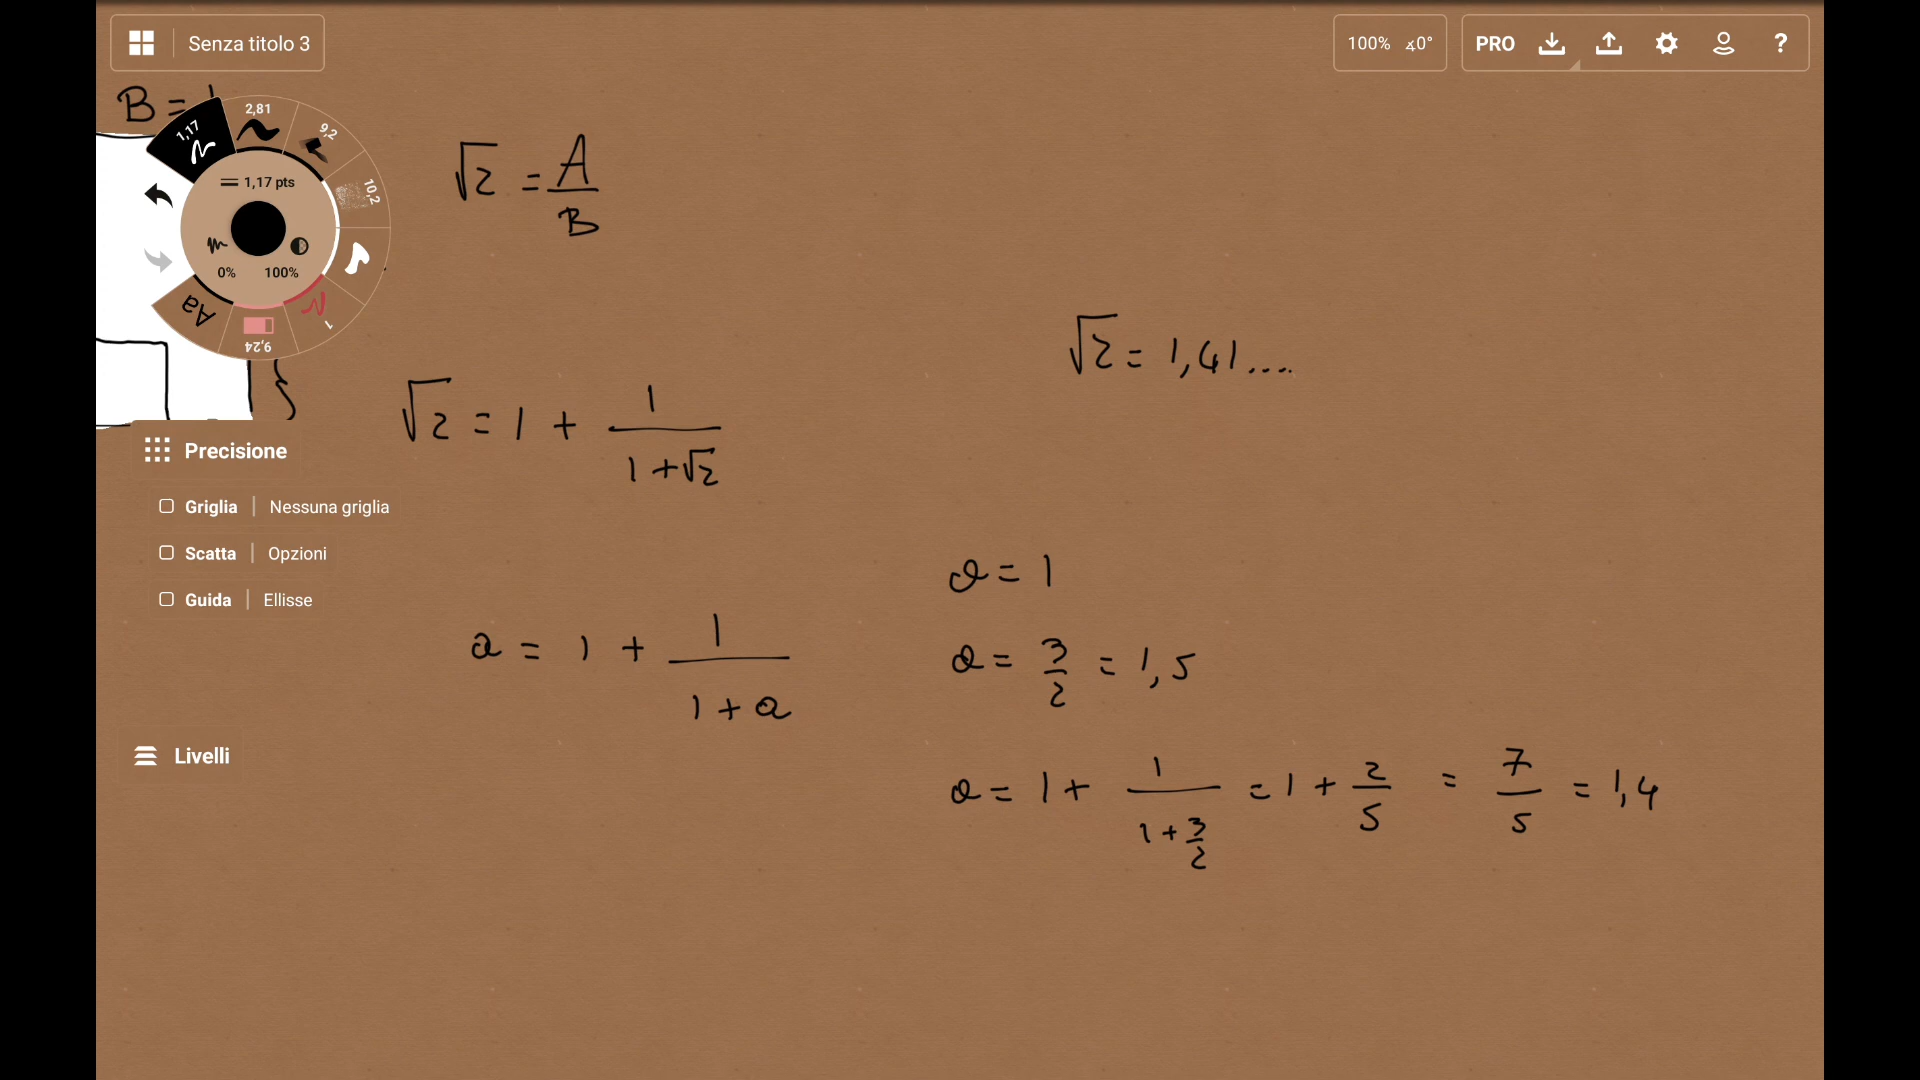 Senza titolo 3
100% ∡0°
PRO
?
B =
2,81
1,17
9,2
10,2
1,17 pts
0% 100%
1
9,24
Aa
√2 = A/B
√2 = 1,41....
√2 = 1 + 1/(1+√2)
Precisione
Griglia | Nessuna griglia
Scatta | Opzioni
Guida | Ellisse
Livelli
a = 1 + 1/(1+a)
a = 1
a = 3/2 = 1,5
a = 1 + 1/(1+3/2) = 1 + 2/5 = 7/5 = 1,4